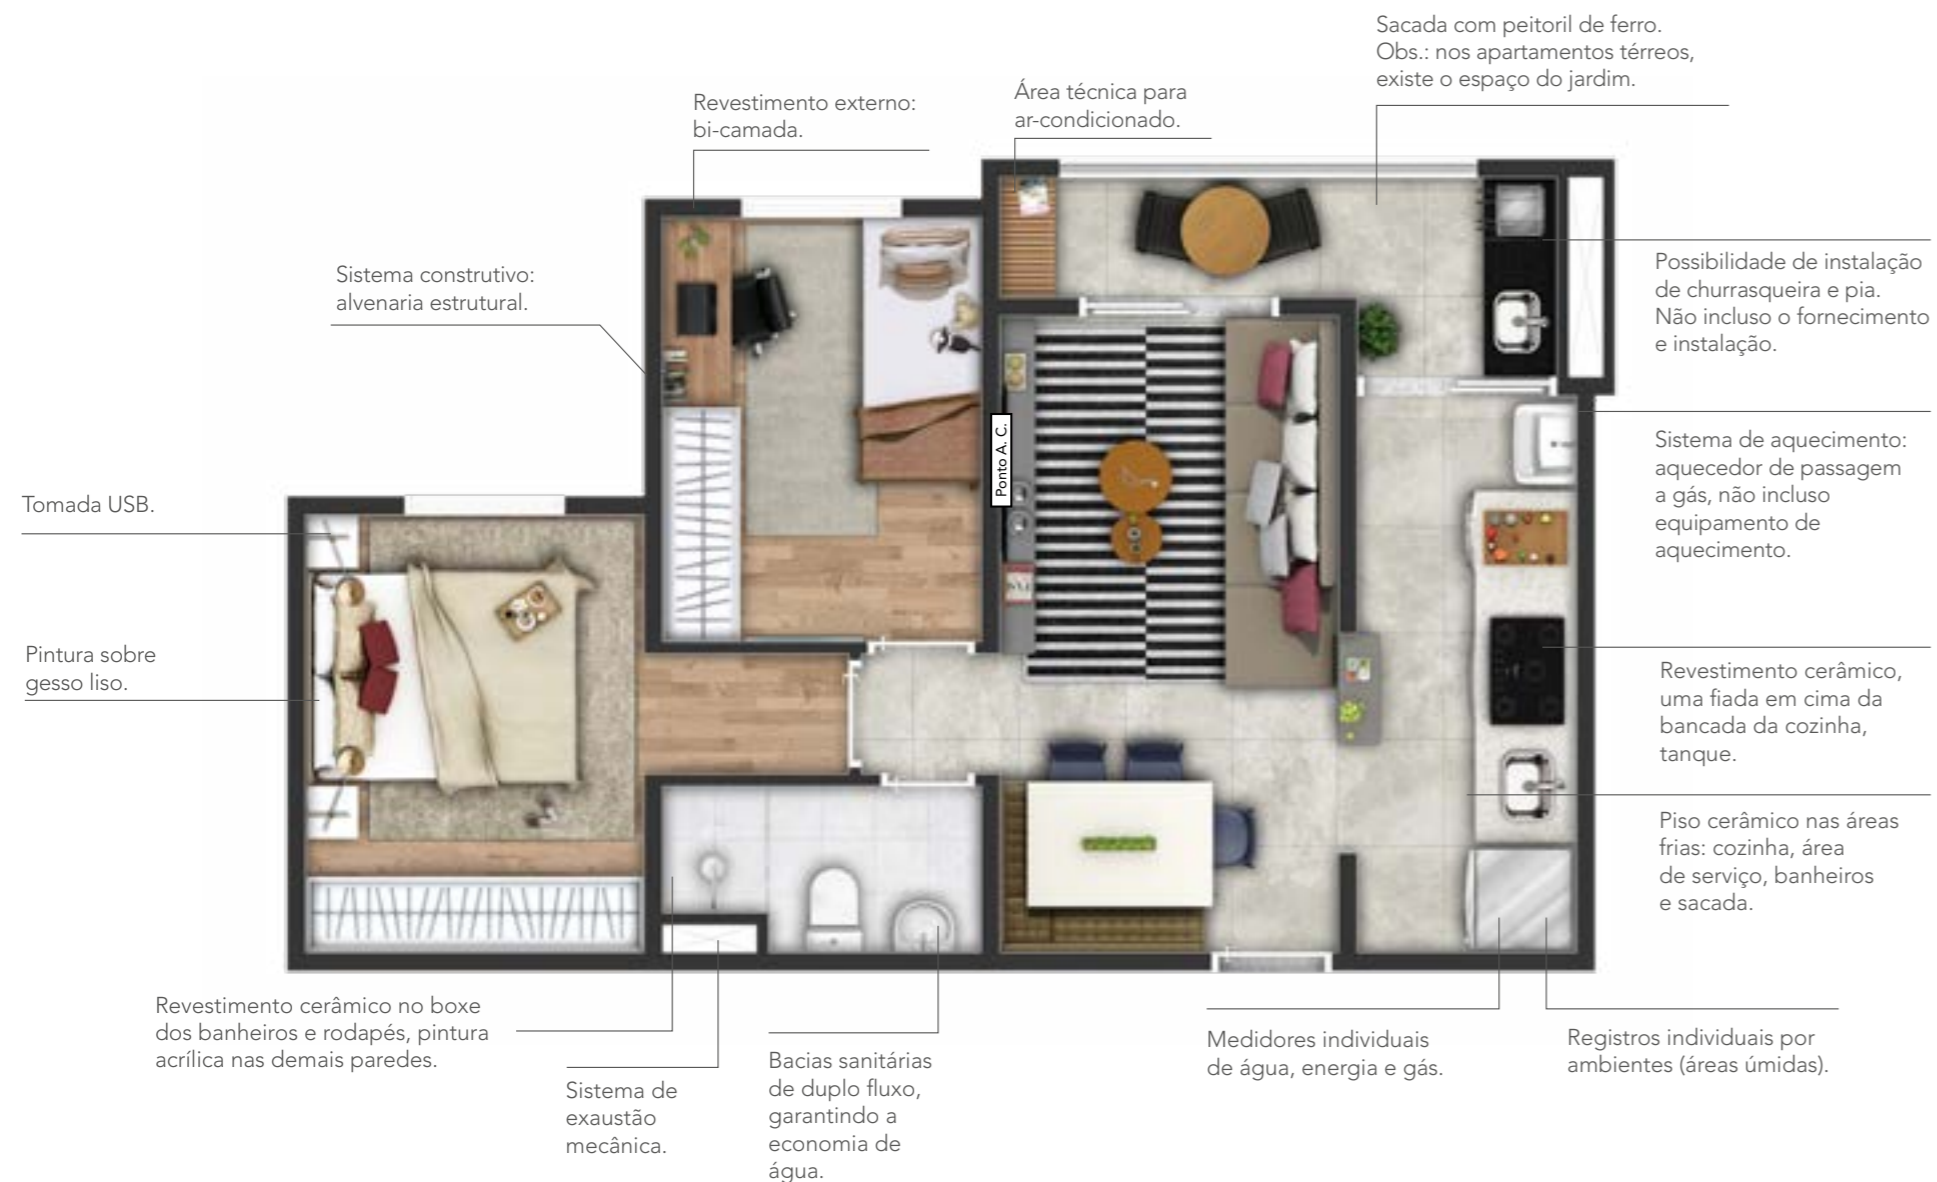 Sacada com peitoril de ferro.
Obs.: nos apartamentos térreos,
existe o espaço do jardim.
Área técnica para
ar-condicionado.
Revestimento externo:
bi-camada.
Sistema construtivo:
alvenaria estrutural.
Possibilidade de instalação
de churrasqueira e pia.
Não incluso o fornecimento
e instalação.
Ponto A. C.
Sistema de aquecimento:
aquecedor de passagem
a gás, não incluso
equipamento de
aquecimento.
Tomada USB.
Pintura sobre
gesso liso.
Revestimento cerâmico,
uma fiada em cima da
bancada da cozinha,
tanque.
Piso cerâmico nas áreas
frias: cozinha, área
de serviço, banheiros
e sacada.
Revestimento cerâmico no boxe
dos banheiros e rodapés, pintura
acrílica nas demais paredes.
Sistema de
exaustão
mecânica.
Bacias sanitárias
de duplo fluxo,
garantindo a
economia de
água.
Medidores individuais
de água, energia e gás.
Registros individuais por
ambientes (áreas úmidas).